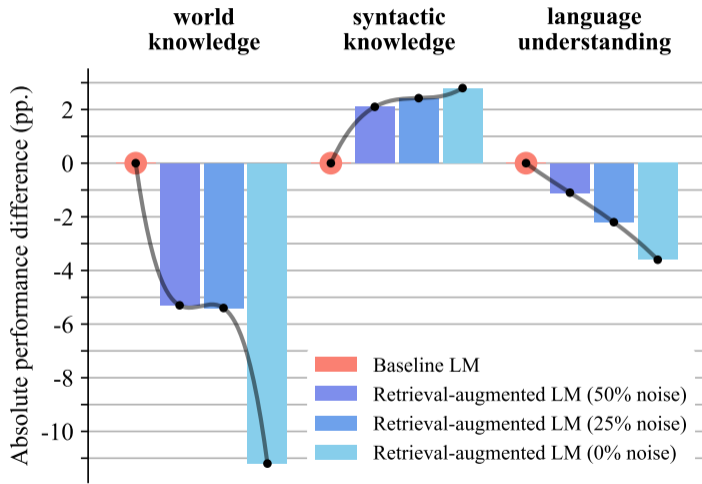 world
knowledge
syntactic
knowledge
language
understanding
Absolute performance difference (pp.)
2
0
-2
-4
-6
-8
-10
Baseline LM
Retrieval-augmented LM (50% noise)
Retrieval-augmented LM (25% noise)
Retrieval-augmented LM (0% noise)